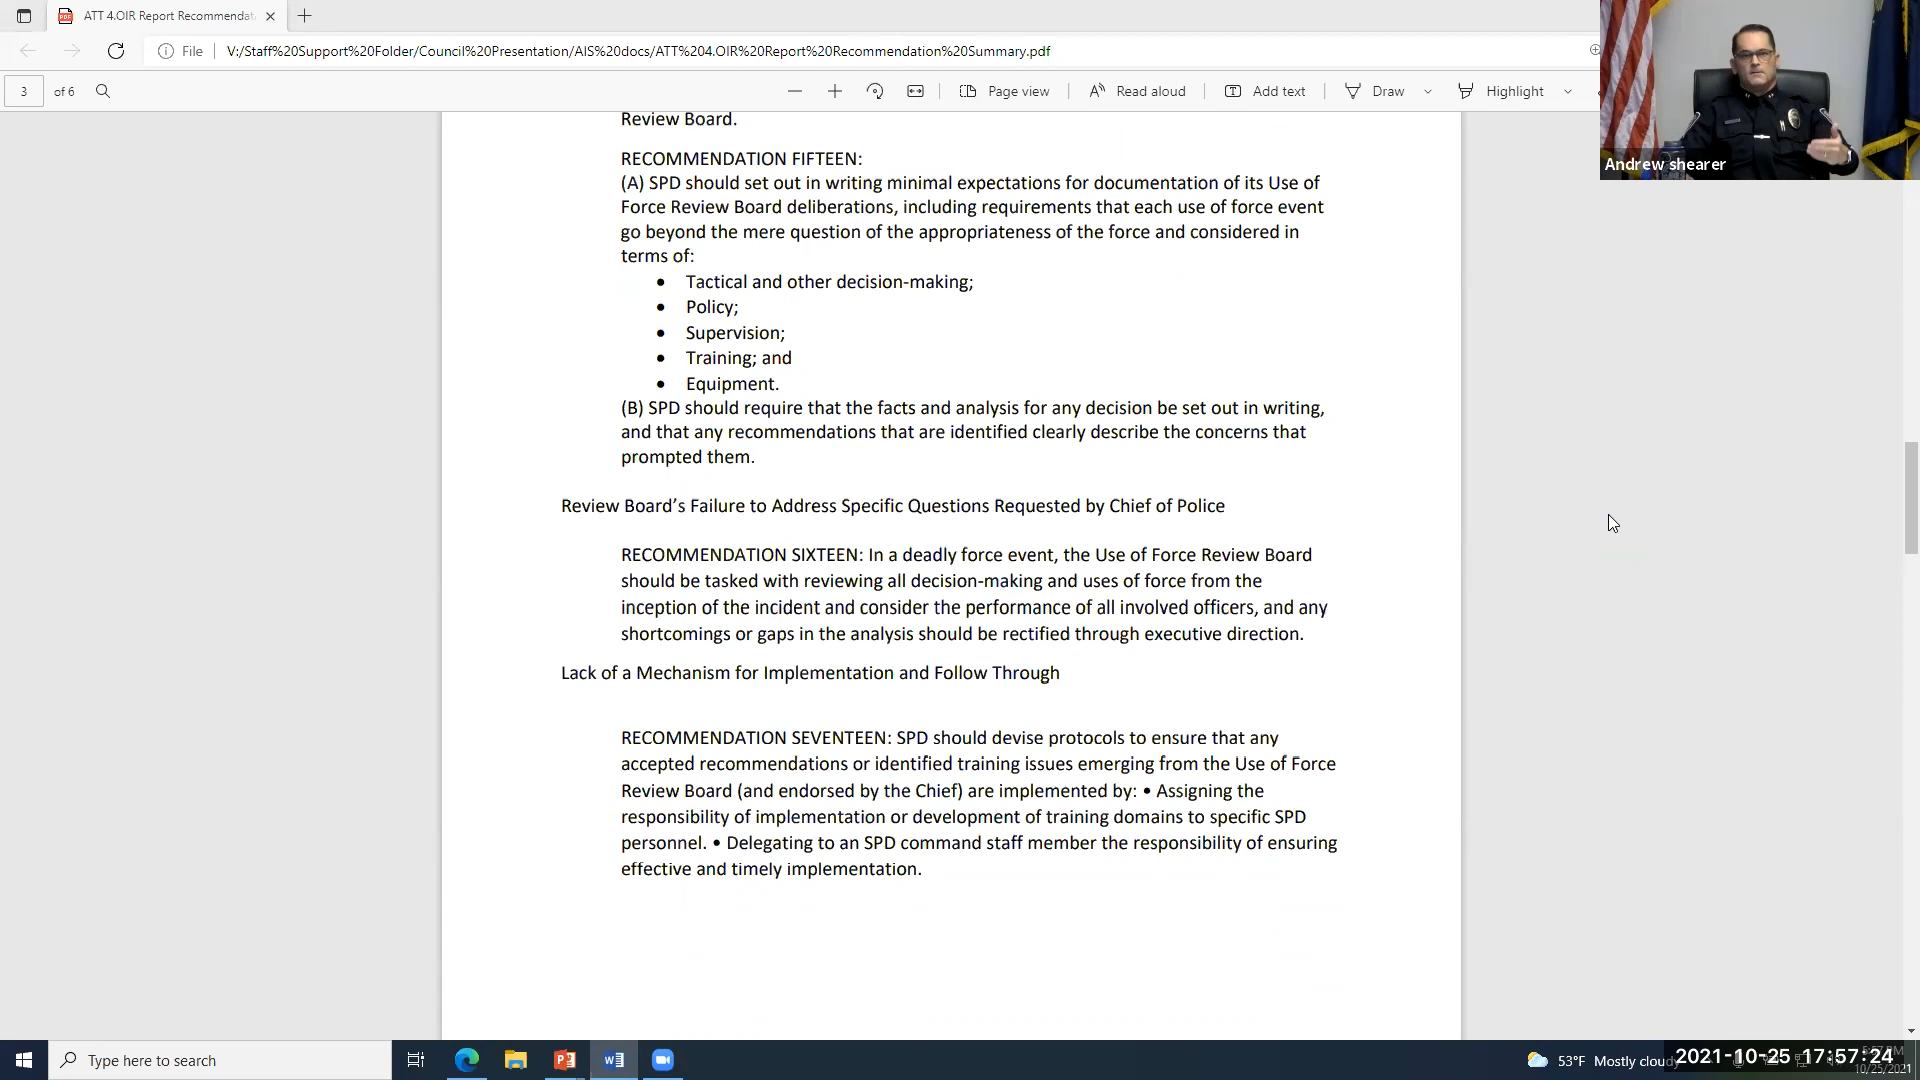 ATT 4.OIR Report Recommendat
File
V:/Staff%20Support%20Folder/Council%20Presentation/AIS%20docs/ATT%204.OIR%20Report%20Recommendation%20Summary.pdf
3 of 6
Page view
Read aloud
Add text
Draw
Highlight
Andrew shearer
Review Board.
RECOMMENDATION FIFTEEN:
(A) SPD should set out in writing minimal expectations for documentation of its Use of
Force Review Board deliberations, including requirements that each use of force event
go beyond the mere question of the appropriateness of the force and considered in
terms of:
• Tactical and other decision-making;
• Policy;
• Supervision;
• Training; and
• Equipment.
(B) SPD should require that the facts and analysis for any decision be set out in writing,
and that any recommendations that are identified clearly describe the concerns that
prompted them.
Review Board’s Failure to Address Specific Questions Requested by Chief of Police
RECOMMENDATION SIXTEEN: In a deadly force event, the Use of Force Review Board
should be tasked with reviewing all decision-making and uses of force from the
inception of the incident and consider the performance of all involved officers, and any
shortcomings or gaps in the analysis should be rectified through executive direction.
Lack of a Mechanism for Implementation and Follow Through
RECOMMENDATION SEVENTEEN: SPD should devise protocols to ensure that any
accepted recommendations or identified training issues emerging from the Use of Force
Review Board (and endorsed by the Chief) are implemented by: • Assigning the
responsibility of implementation or development of training domains to specific SPD
personnel. • Delegating to an SPD command staff member the responsibility of ensuring
effective and timely implementation.
Type here to search
53°F Mostly cloudy
2021-10-25 17:57:24
10/25/2021